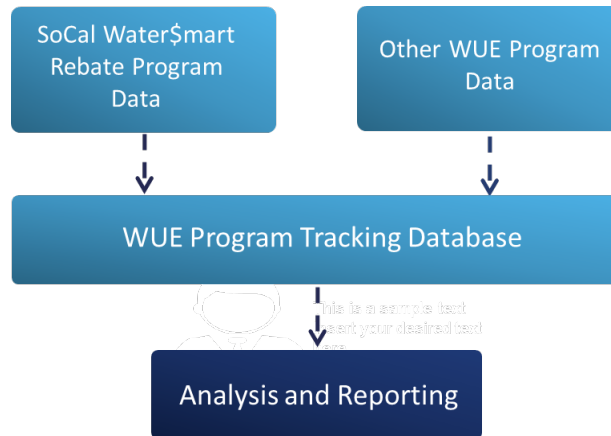 SoCal Water$mart
Rebate Program
Data
Other WUE Program
Data
WUE Program Tracking Database
This is a sample text
insert your desired text
here
Analysis and Reporting